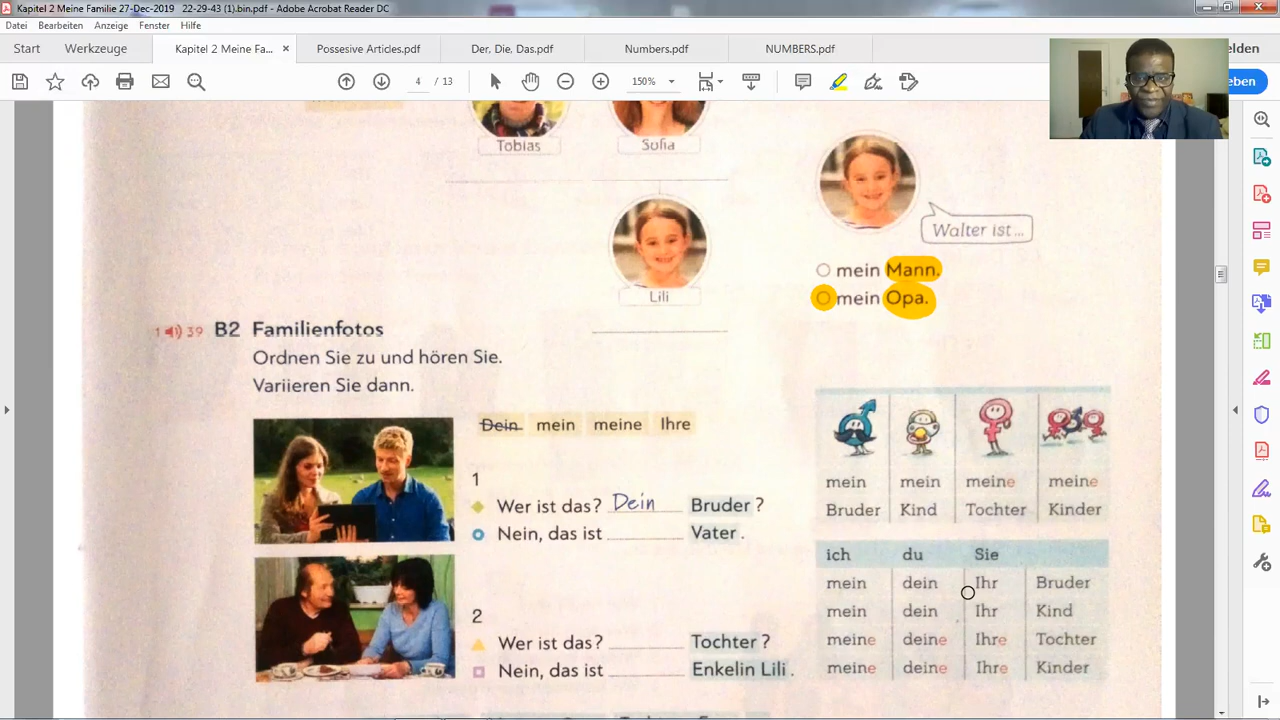 Kapitel 2 Meine Familie 27-Dec-2019 22-29-43 (1).bin.pdf - Adobe Acrobat Reader DC
Datei Bearbeiten Anzeige Fenster Hilfe
Start Werkzeuge Kapitel 2 Meine Fa... × Possesive Articles.pdf Der, Die, Das.pdf Numbers.pdf NUMBERS.pdf elden
4 / 13 150% eben
Tobias Sofia
Walter ist ...
Lili
mein Mann.
mein Opa.
1 39 B2 Familienfotos
Ordnen Sie zu und hören Sie.
Variieren Sie dann.
Dein mein meine Ihre
1
Wer ist das? Dein Bruder ?
Nein, das ist ______ Vater .
2
Wer ist das? ______ Tochter ?
Nein, das ist ______ Enkelin Lili .
mein mein meine meine
Bruder Kind Tochter Kinder
ich du Sie
mein dein Ihr Bruder
mein dein Ihr Kind
meine deine Ihre Tochter
meine deine Ihre Kinder